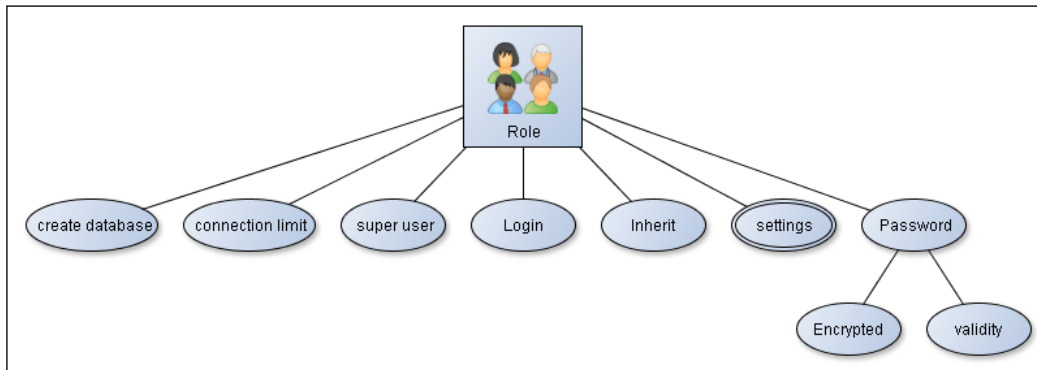 Role
create database
connection limit
super user
Login
Inherit
settings
Password
Encrypted
validity